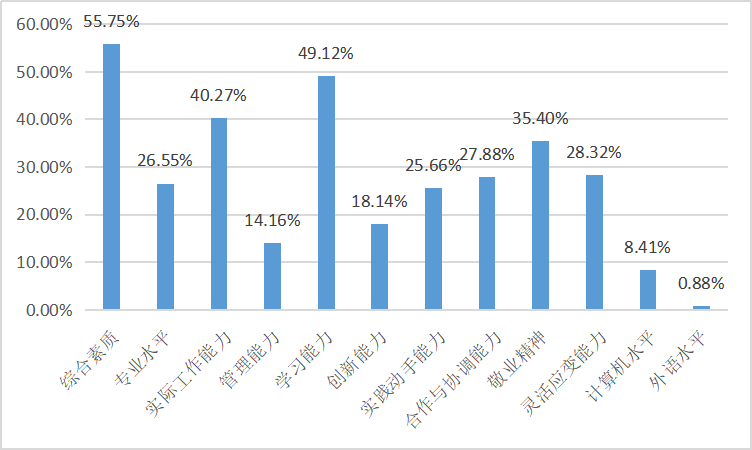 60.00%
50.00%
40.00%
30.00%
20.00%
10.00%
0.00%
55.75%
26.55%
40.27%
14.16%
49.12%
18.14%
25.66%
27.88%
35.40%
28.32%
8.41%
0.88%
综合素质
专业水平
实际工作能力
管理能力
学习能力
创新能力
实践动手能力
合作与协调能力
敬业精神
灵活应变能力
计算机水平
外语水平